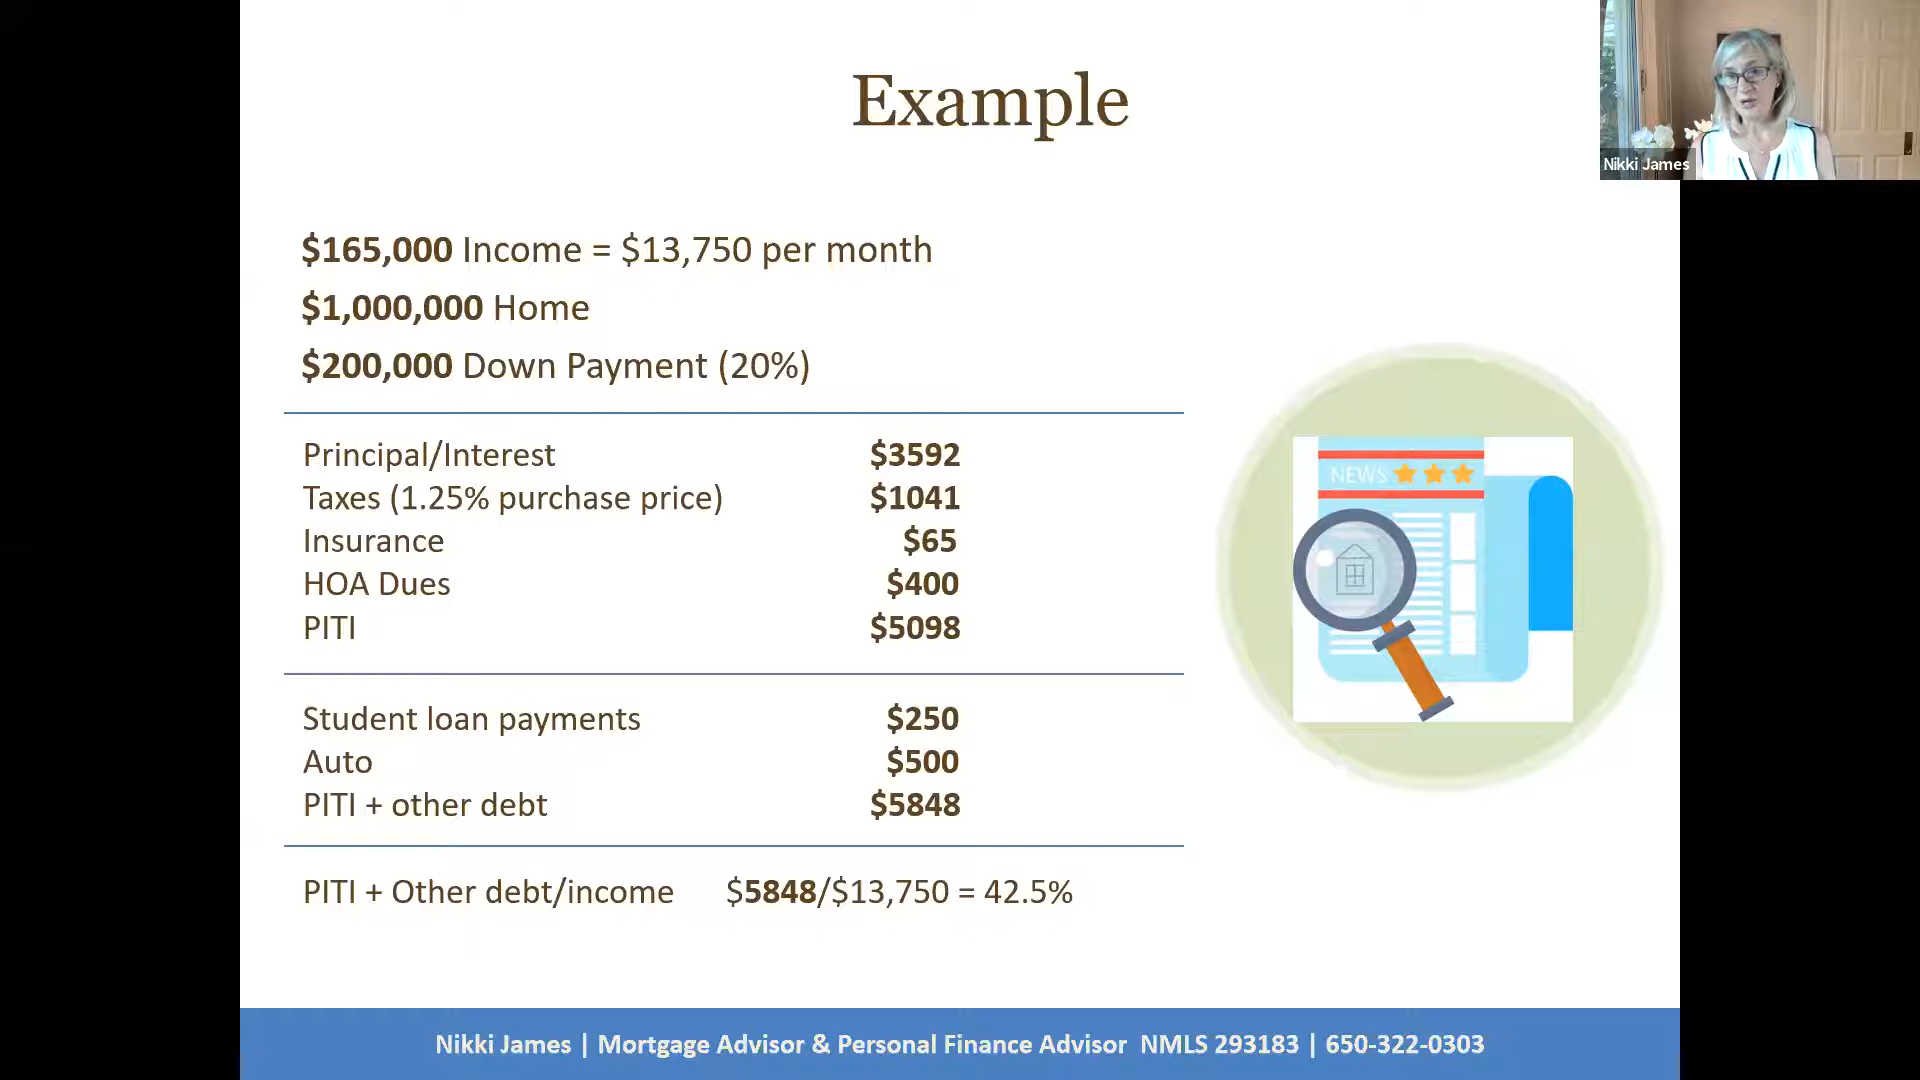 Example
Nikki James
$165,000 Income = $13,750 per month
$1,000,000 Home
$200,000 Down Payment (20%)
Principal/Interest $3592
Taxes (1.25% purchase price) $1041
Insurance $65
HOA Dues $400
PITI $5098
NEWS
Student loan payments $250
Auto $500
PITI + other debt $5848
PITI + Other debt/income $5848/$13,750 = 42.5%
Nikki James | Mortgage Advisor & Personal Finance Advisor NMLS 293183 | 650-322-0303